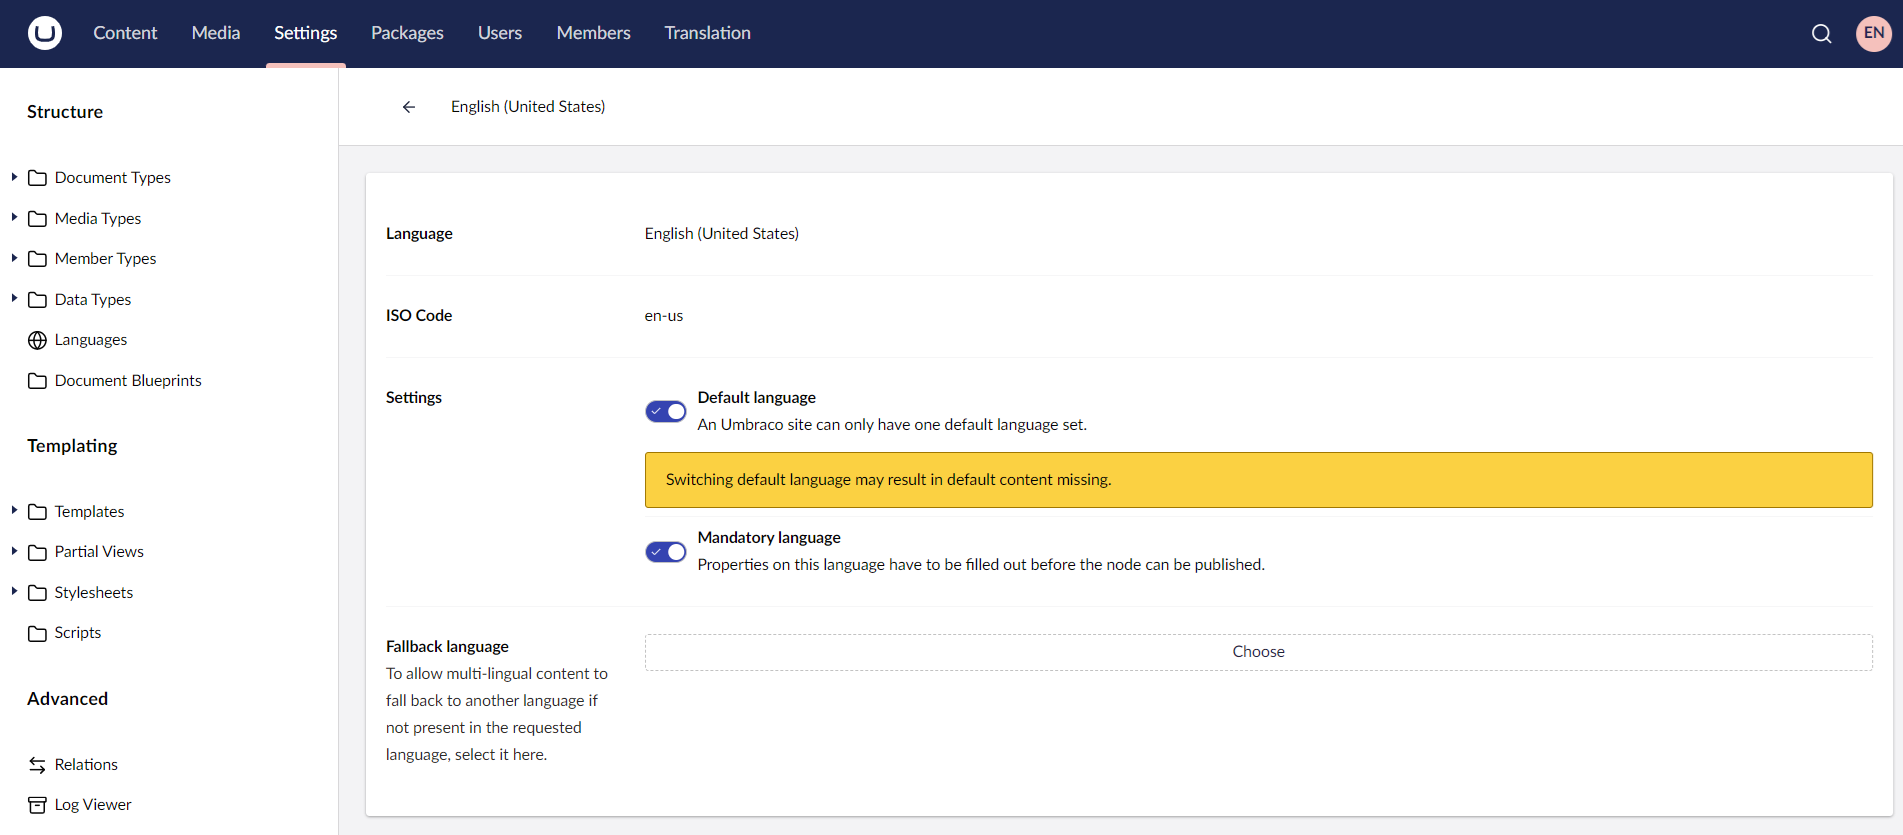 Content Media Settings Packages Users Members Translation EN
Structure
Document Types
Media Types
Member Types
Data Types
Languages
Document Blueprints
Templating
Templates
Partial Views
Stylesheets
Scripts
Advanced
Relations
Log Viewer
English (United States)
Language English (United States)
ISO Code en-us
Settings
Default language
An Umbraco site can only have one default language set.
Switching default language may result in default content missing.
Mandatory language
Properties on this language have to be filled out before the node can be published.
Fallback language
To allow multi-lingual content to
fall back to another language if
not present in the requested
language, select it here.
Choose